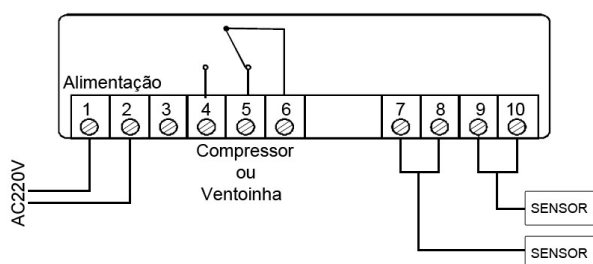 Alimentação
1 2 3 4 5 6 7 8 9 10
Compressor
ou
Ventoinha
AC220V
SENSOR
SENSOR